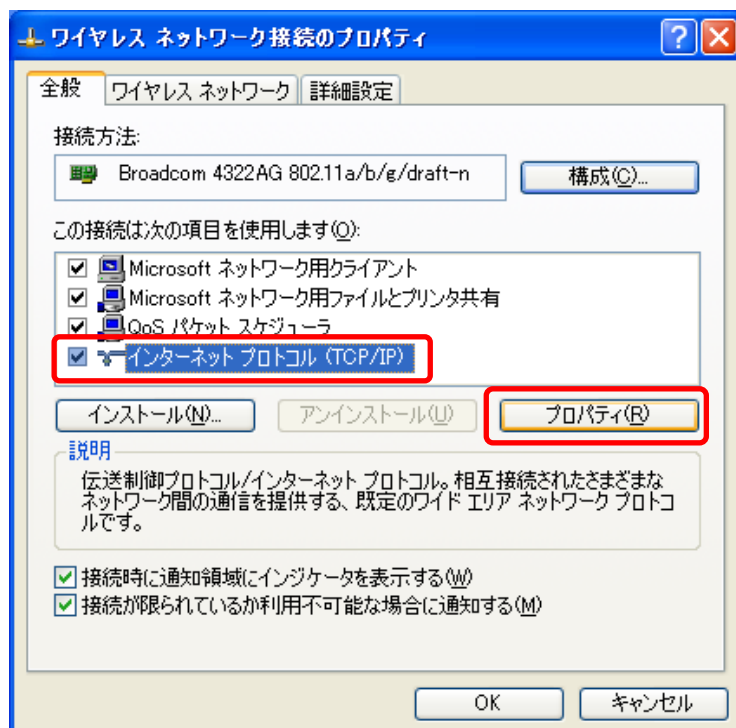 ワイヤレス ネットワーク接続のプロパティ
全般 ワイヤレス ネットワーク 詳細設定
接続方法:
Broadcom 4322AG 802.11a/b/g/draft-n 構成(C)...
この接続は次の項目を使用します(O):
Microsoft ネットワーク用クライアント
Microsoft ネットワーク用ファイルとプリンタ共有
QoS パケット スケジューラ
インターネット プロトコル (TCP/IP)
インストール(N)... アンインストール(U) プロパティ(R)
説明
伝送制御プロトコル/インターネット プロトコル。相互接続されたさまざまな
ネットワーク間の通信を提供する、既定のワイド エリア ネットワーク プロトコ
ルです。
接続時に通知領域にインジケータを表示する(W)
接続が限られているか利用不可能な場合に通知する(M)
OK キャンセル